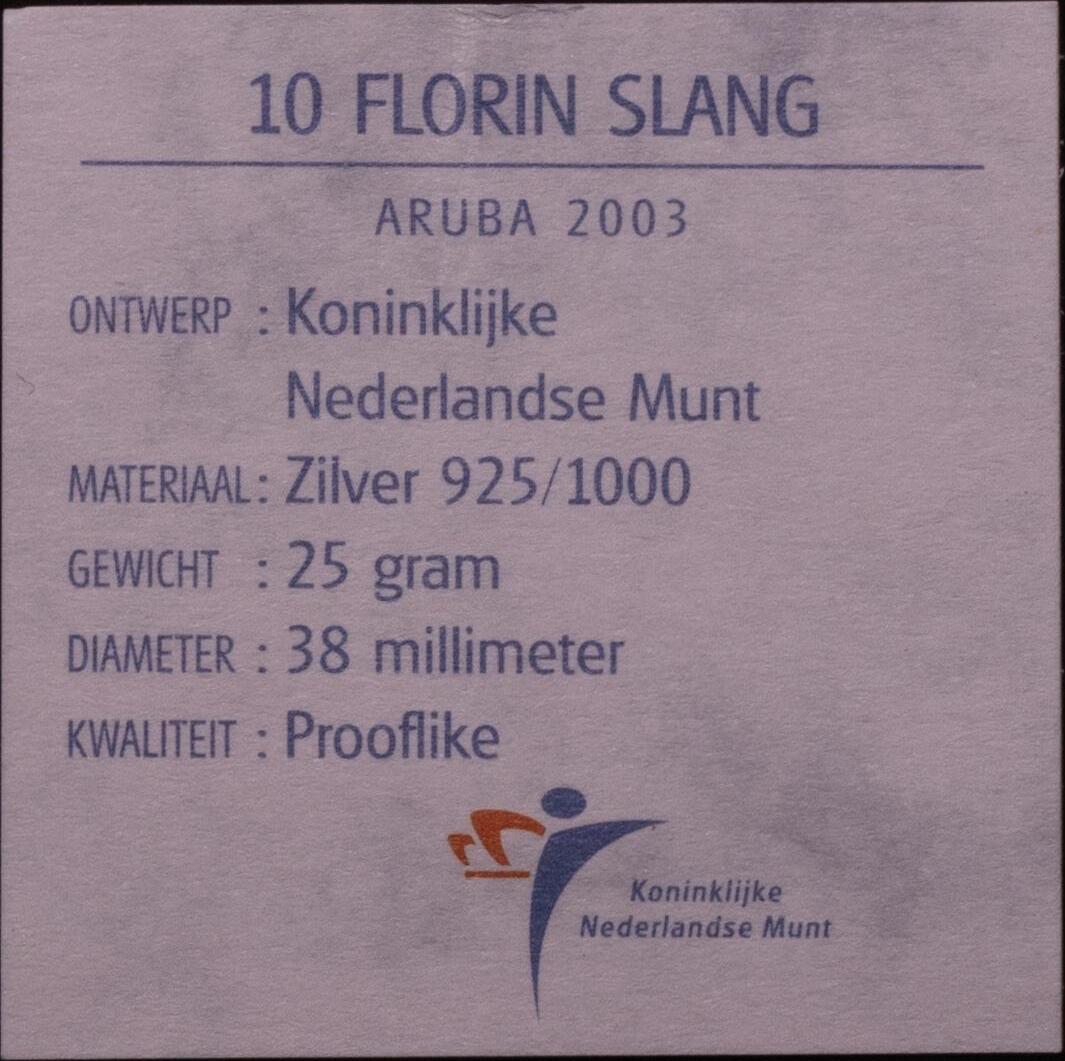 10 FLORIN SLANG
ARUBA 2003
ONTWERP : Koninklijke
Nederlandse Munt
MATERIAAL : Zilver 925/1000
GEWICHT : 25 gram
DIAMETER : 38 millimeter
KWALITEIT : Prooflike
Koninklijke
Nederlandse Munt